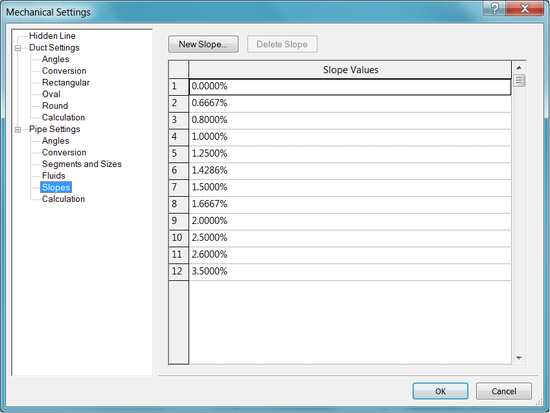 Mechanical Settings
Hidden Line
Duct Settings
Angles
Conversion
Rectangular
Oval
Round
Calculation
Pipe Settings
Angles
Conversion
Segments and Sizes
Fluids
Slopes
Calculation
New Slope... Delete Slope
Slope Values
1 0.0000%
2 0.6667%
3 0.8000%
4 1.0000%
5 1.2500%
6 1.4286%
7 1.5000%
8 1.6667%
9 2.0000%
10 2.5000%
11 2.6000%
12 3.5000%
OK Cancel